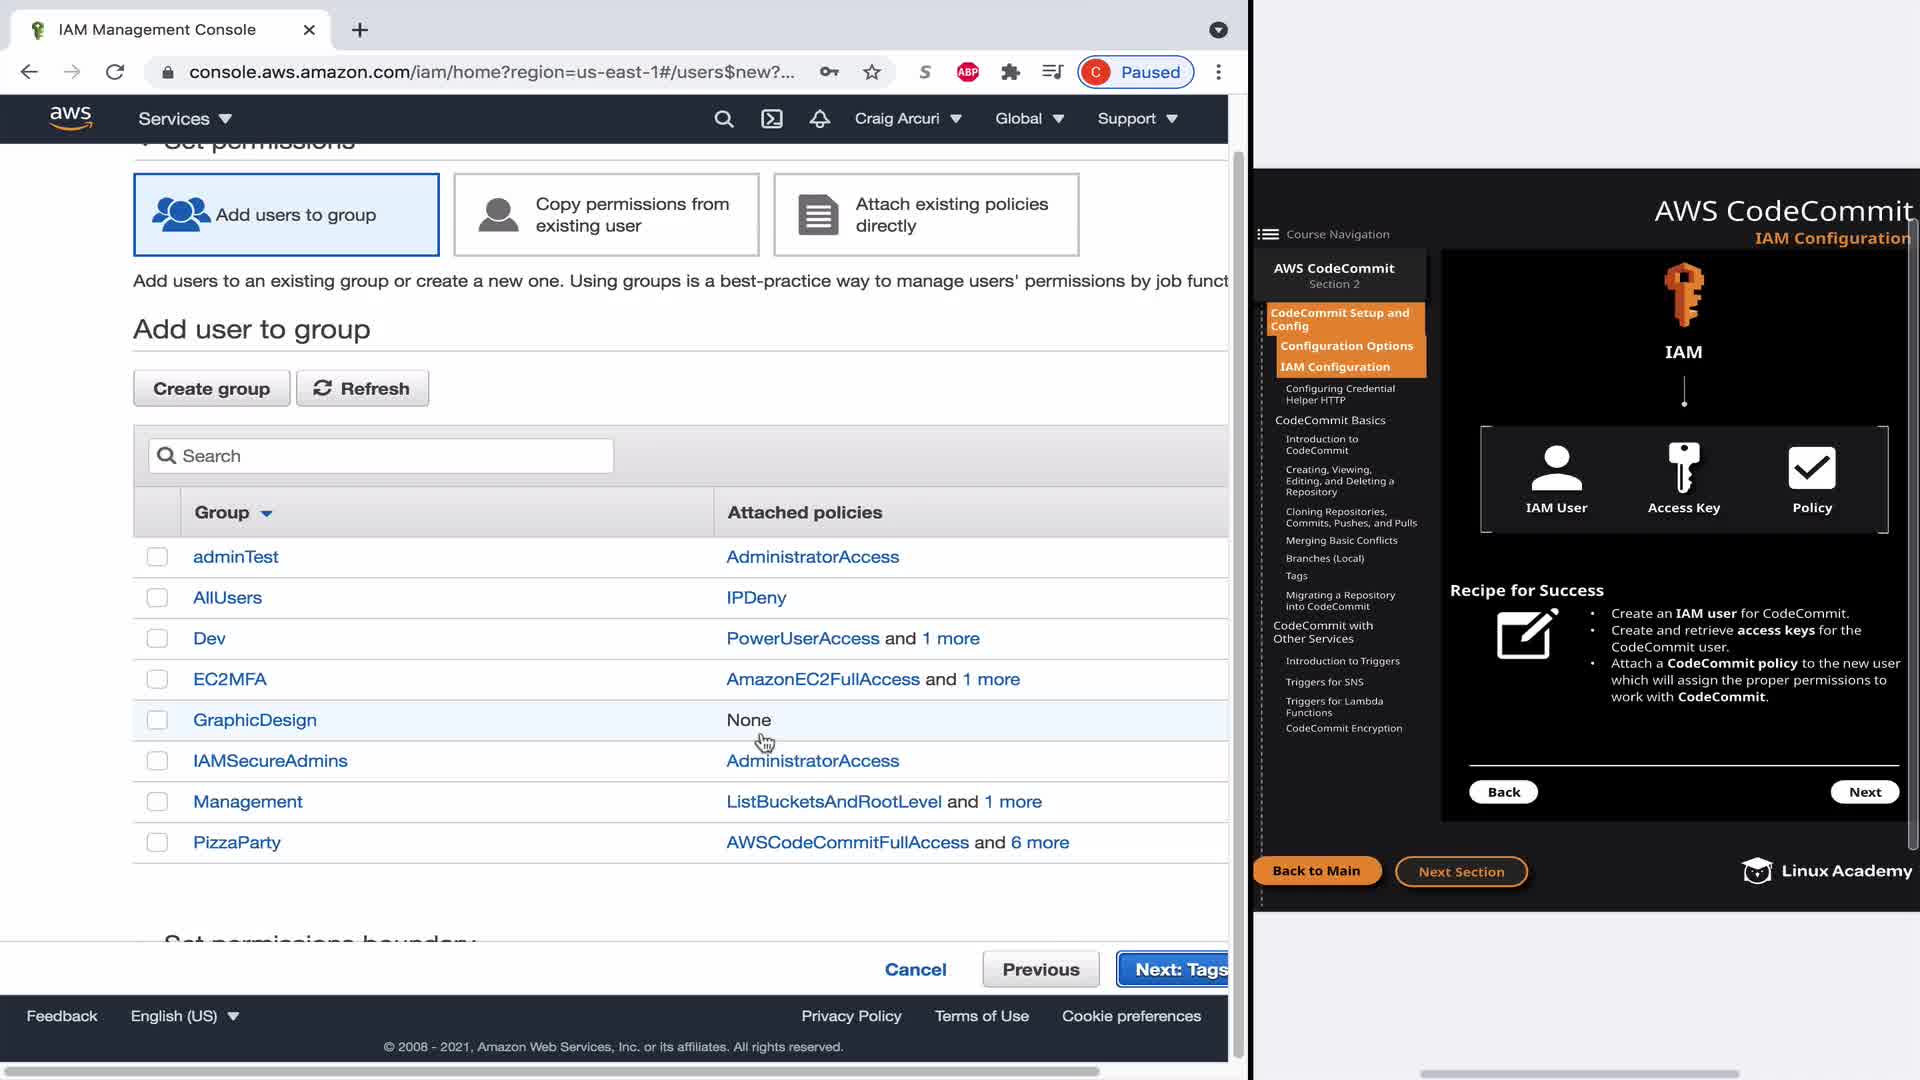 IAM Management Console
console.aws.amazon.com/iam/home?region=us-east-1#/users$new?...
S
ABP
C
Paused
aws
Services
Craig Arcuri
Global
Support
Set permissions
Add users to group
Copy permissions from
existing user
Attach existing policies
directly
Add users to an existing group or create a new one. Using groups is a best-practice way to manage users' permissions by job funct
Add user to group
Create group
Refresh
Search
Group
Attached policies
adminTest
AdministratorAccess
AllUsers
IPDeny
Dev
PowerUserAccess and 1 more
EC2MFA
AmazonEC2FullAccess and 1 more
GraphicDesign
None
IAMSecureAdmins
AdministratorAccess
Management
ListBucketsAndRootLevel and 1 more
PizzaParty
AWSCodeCommitFullAccess and 6 more
Set permissions boundary
Cancel
Previous
Next: Tags
Feedback
English (US)
Privacy Policy
Terms of Use
Cookie preferences
© 2008 - 2021, Amazon Web Services, Inc. or its affiliates. All rights reserved.
AWS CodeCommit
IAM Configuration
Course Navigation
AWS CodeCommit
Section 2
CodeCommit Setup and
Config
Configuration Options
IAM Configuration
Configuring Credential
Helper HTTP
CodeCommit Basics
Introduction to
CodeCommit
Creating, Viewing,
Editing, and Deleting a
Repository
Cloning Repositories,
Commits, Pushes, and Pulls
Merging Basic Conflicts
Branches (Local)
Tags
Migrating a Repository
into CodeCommit
CodeCommit with
Other Services
Introduction to Triggers
Triggers for SNS
Triggers for Lambda
Functions
CodeCommit Encryption
IAM
IAM User
Access Key
Policy
Recipe for Success
• Create an IAM user for CodeCommit.
• Create and retrieve access keys for the
CodeCommit user.
• Attach a CodeCommit policy to the new user
which will assign the proper permissions to
work with CodeCommit.
Back
Next
Back to Main
Next Section
Linux Academy